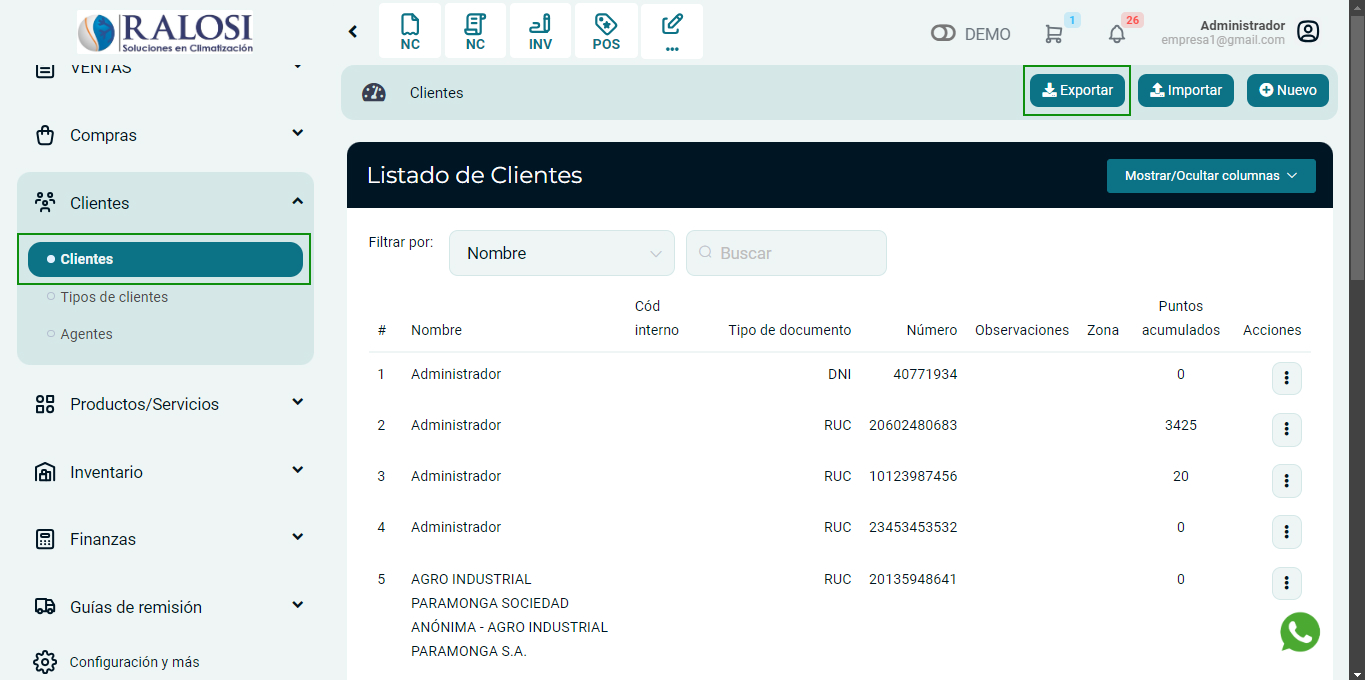 RALOSI
Soluciones en Climatización
NC
NC
INV
POS
...
DEMO
1
26
Administrador
empresa1@gmail.com
VENTAS
Compras
Clientes
Clientes
Tipos de clientes
Agentes
Productos/Servicios
Inventario
Finanzas
Guías de remisión
Configuración y más
Clientes
Exportar
Importar
Nuevo
Listado de Clientes
Mostrar/Ocultar columnas
Filtrar por:
Nombre
Buscar
# Nombre Cód interno Tipo de documento Número Observaciones Zona Puntos acumulados Acciones
1 Administrador DNI 40771934 0
2 Administrador RUC 20602480683 3425
3 Administrador RUC 10123987456 20
4 Administrador RUC 23453453532 0
5 AGRO INDUSTRIAL RUC 20135948641 0
PARAMONGA SOCIEDAD
ANÓNIMA - AGRO INDUSTRIAL
PARAMONGA S.A.